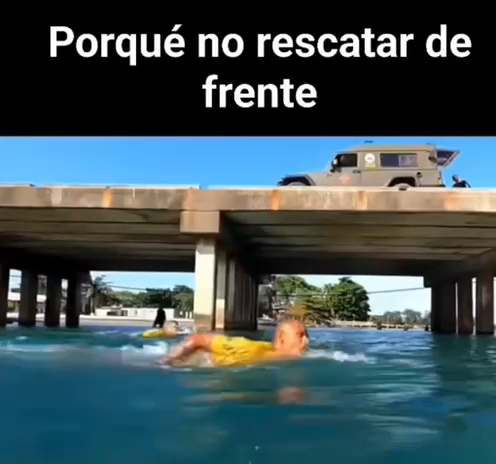 Porqué no rescatar de
frente